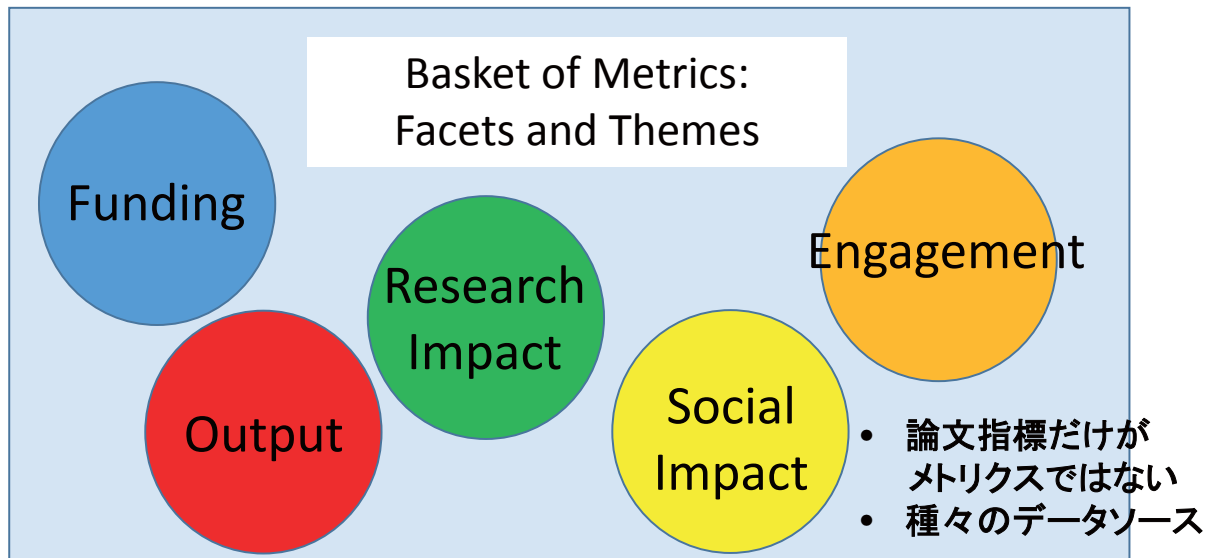 Basket of Metrics:
Facets and Themes
Funding
Output
Research
Impact
Social
Impact
Engagement
• 論文指標だけが
メトリクスではない
• 種々のデータソース